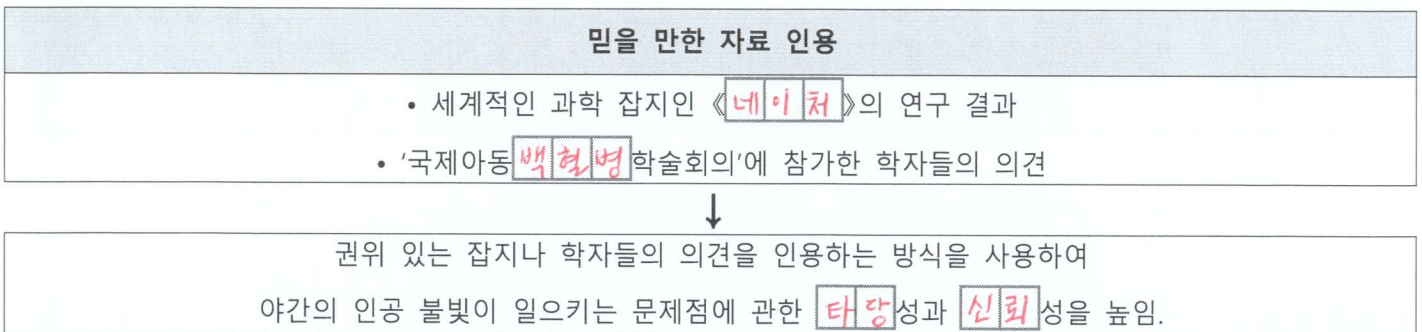 믿을 만한 자료 인용
• 세계적인 과학 잡지인 《네이처》의 연구 결과
• '국제아동백혈병학술회의'에 참가한 학자들의 의견
↓
권위 있는 잡지나 학자들의 의견을 인용하는 방식을 사용하여
야간의 인공 불빛이 일으키는 문제점에 관한 타당성과 신뢰성을 높임.